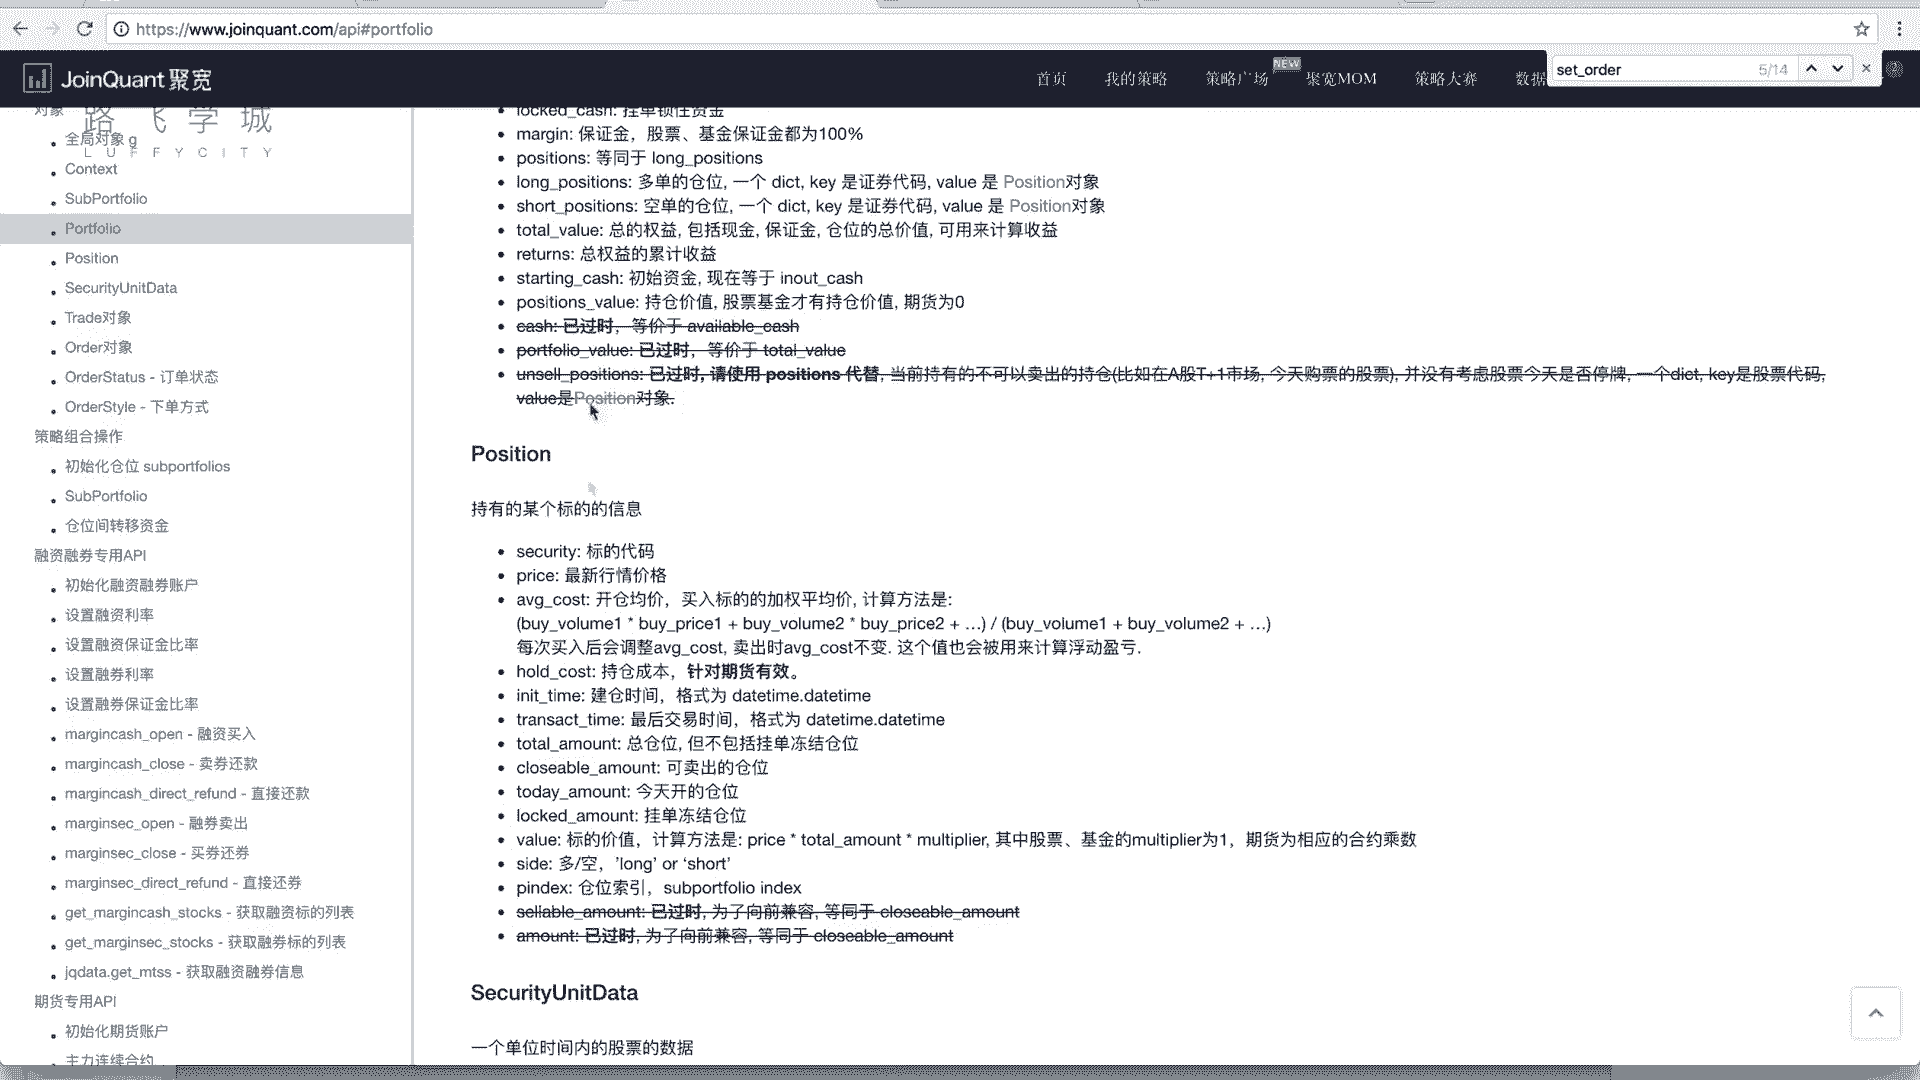 https://www.joinquant.com/api#portfolio
JoinQuant 聚宽
首页
我的策略
策略广场
NEW
聚宽MOM
策略大赛
数据
set_order
5/14
对象
路飞学城
LUFFYCITY
全局对象 g
Context
SubPortfolio
Portfolio
Position
SecurityUnitData
Trade对象
Order对象
OrderStatus - 订单状态
OrderStyle - 下单方式
策略组合操作
初始化仓位 subportfolios
SubPortfolio
仓位间转移资金
融资融券专用API
初始化融资融券账户
设置融资利率
设置融资保证金比率
设置融券利率
设置融券保证金比率
margincash_open - 融资买入
margincash_close - 卖券还款
margincash_direct_refund - 直接还款
marginsec_open - 融券卖出
marginsec_close - 买券还券
marginsec_direct_refund - 直接还券
get_margincash_stocks - 获取融资标的列表
get_marginsec_stocks - 获取融券标的列表
jqdata.get_mtss - 获取融资融券信息
期货专用API
初始化期货账户
主力连续合约
locked_cash: 挂单锁住资金
margin: 保证金，股票、基金保证金都为100%
positions: 等同于 long_positions
long_positions: 多单的仓位, 一个 dict, key 是证券代码, value 是 Position对象
short_positions: 空单的仓位, 一个 dict, key 是证券代码, value 是 Position对象
total_value: 总的权益, 包括现金, 保证金, 仓位的总价值, 可用来计算收益
returns: 总权益的累计收益
starting_cash: 初始资金, 现在等于 inout_cash
positions_value: 持仓价值, 股票基金才有持仓价值, 期货为0
cash: 已过时，等价于 available_cash
portfolio_value: 已过时，等价于 total_value
unsell_positions: 已过时, 请使用 positions 代替, 当前持有的不可以卖出的持仓(比如在A股T+1市场, 今天购票的股票), 并没有考虑股票今天是否停牌, 一个dict, key是股票代码,
value是Position对象.
Position
持有的某个标的的信息
security: 标的代码
price: 最新行情价格
avg_cost: 开仓均价，买入标的的加权平均价, 计算方法是:
(buy_volume1 * buy_price1 + buy_volume2 * buy_price2 + …) / (buy_volume1 + buy_volume2 + …)
每次买入后会调整avg_cost, 卖出时avg_cost不变. 这个值也会被用来计算浮动盈亏.
hold_cost: 持仓成本，针对期货有效。
init_time: 建仓时间，格式为 datetime.datetime
transact_time: 最后交易时间，格式为 datetime.datetime
total_amount: 总仓位, 但不包括挂单冻结仓位
closeable_amount: 可卖出的仓位
today_amount: 今天开的仓位
locked_amount: 挂单冻结仓位
value: 标的价值，计算方法是: price * total_amount * multiplier, 其中股票、基金的multiplier为1，期货为相应的合约乘数
side: 多/空，’long’ or ‘short’
pindex: 仓位索引，subportfolio index
sellable_amount: 已过时, 为了向前兼容, 等同于 closeable_amount
amount: 已过时, 为了向前兼容, 等同于 closeable_amount
SecurityUnitData
一个单位时间内的股票的数据